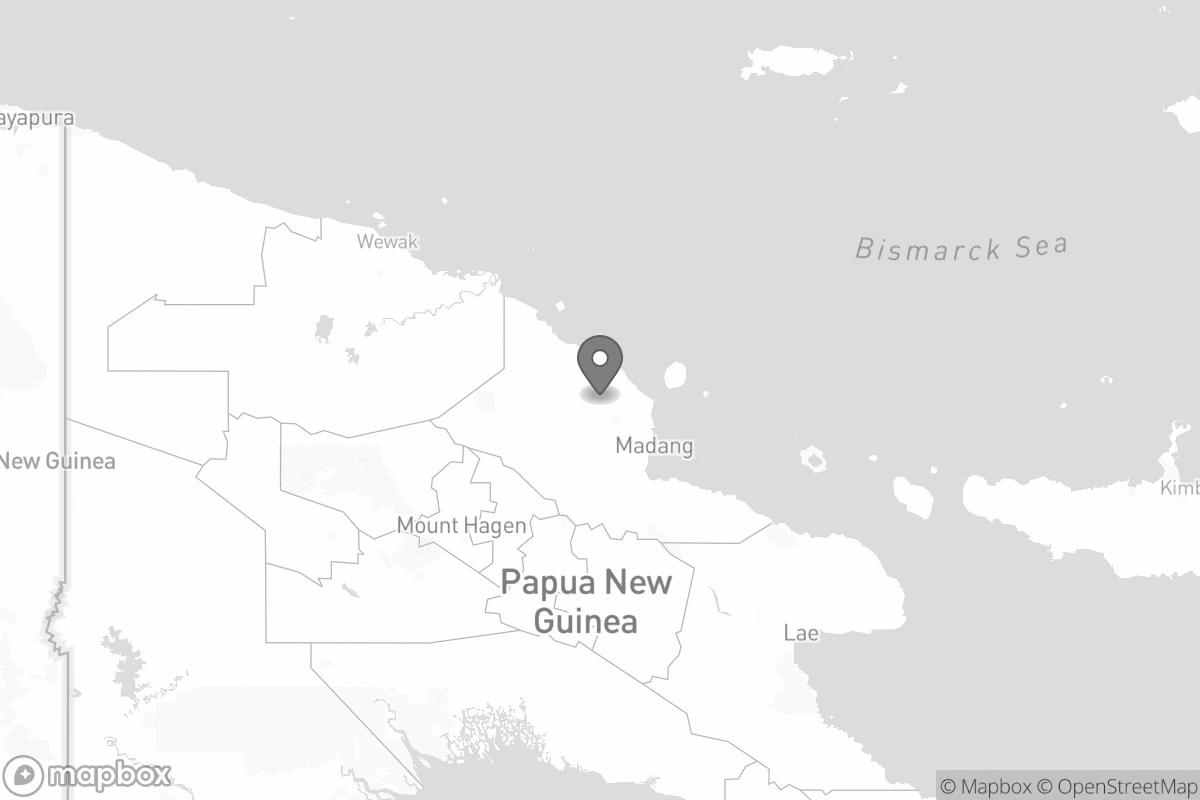 ayapura
Wewak
Bismarck Sea
Madang
New Guinea
Kimb
Mount Hagen
Papua New
Guinea
Lae
mapbox
© Mapbox © OpenStreetMap